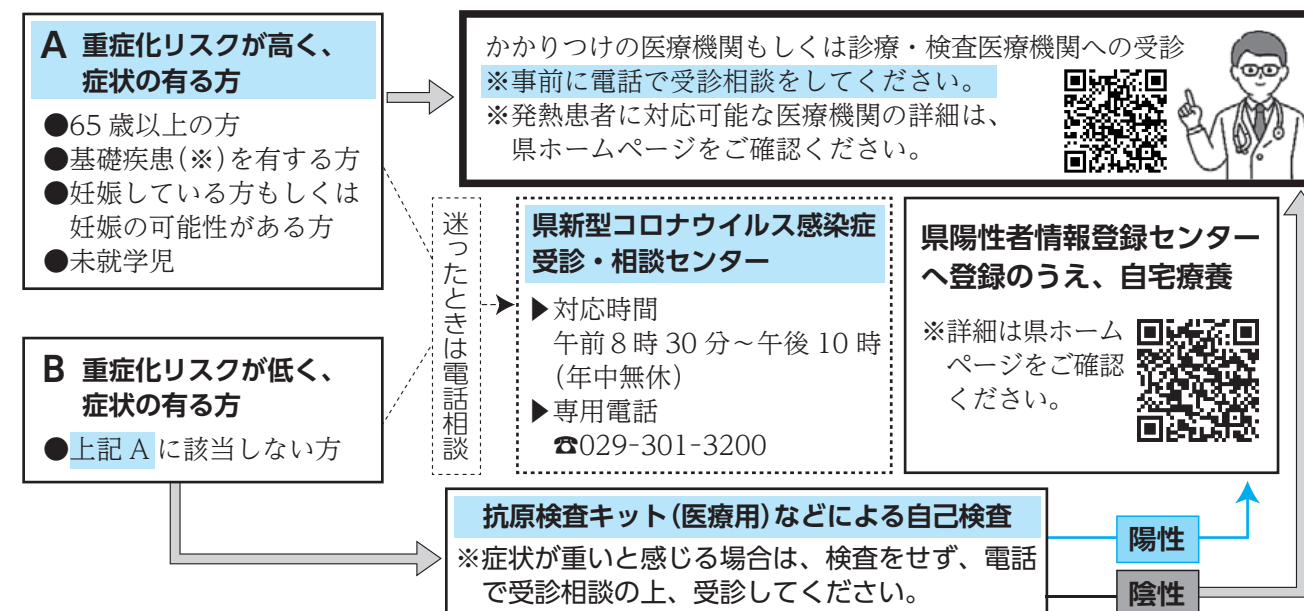 A 重症化リスクが高く、
症状の有る方
●65 歳以上の方
●基礎疾患(※)を有する方
●妊娠している方もしくは
妊娠の可能性がある方
●未就学児
かかりつけの医療機関もしくは診療・検査医療機関への受診
※事前に電話で受診相談をしてください。
※発熱患者に対応可能な医療機関の詳細は、
県ホームページをご確認ください。
迷ったときは電話相談
県新型コロナウイルス感染症
受診・相談センター
▶対応時間
午前8時 30 分～午後 10 時
(年中無休)
▶専用電話
☎029-301-3200
県陽性者情報登録センター
へ登録のうえ、自宅療養
※詳細は県ホーム
ページをご確認
ください。
B 重症化リスクが低く、
症状の有る方
●上記 A に該当しない方
抗原検査キット(医療用)などによる自己検査
※症状が重いと感じる場合は、検査をせず、電話
で受診相談の上、受診してください。
陽性
陰性